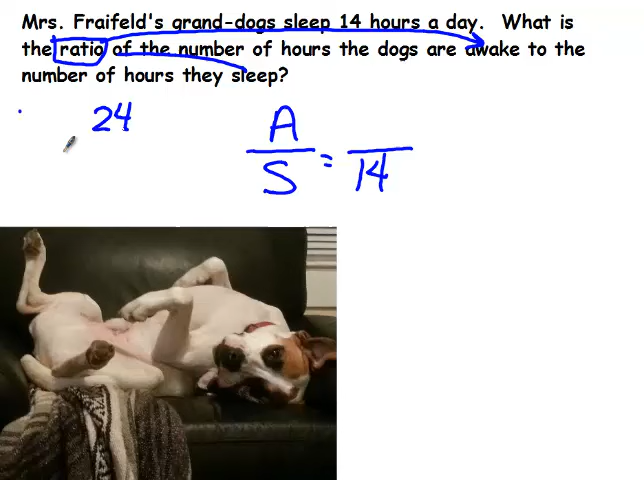 Mrs. Fraifeld's grand-dogs sleep 14 hours a day. What is
the ratio of the number of hours the dogs are awake to the
number of hours they sleep?
24
A
S = 14